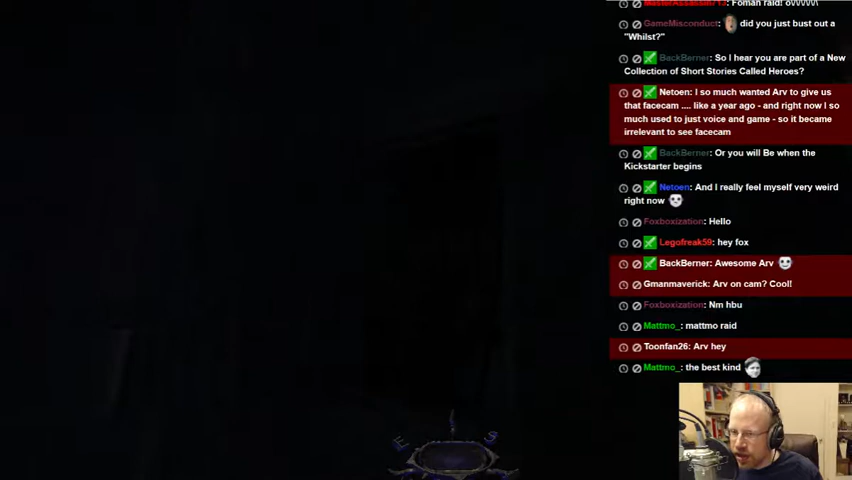 MasterAssassin713: Foman raid! o\\\\\\
GameMisconduct: did you just bust out a
"Whilst?"
BackBerner: So I hear you are part of a New
Collection of Short Stories Called Heroes?
Netoen: I so much wanted Arv to give us
that facecam .... like a year ago - and right now I so
much used to just voice and game - so it became
irrelevant to see facecam
BackBerner: Or you will Be when the
Kickstarter begins
Netoen: And I really feel myself very weird
right now
Foxboxization: Hello
Legofreak59: hey fox
BackBerner: Awesome Arv
Gmanmaverick: Arv on cam? Cool!
Foxboxization: Nm hbu
Mattmo_: mattmo raid
Toonfan26: Arv hey
Mattmo_: the best kind